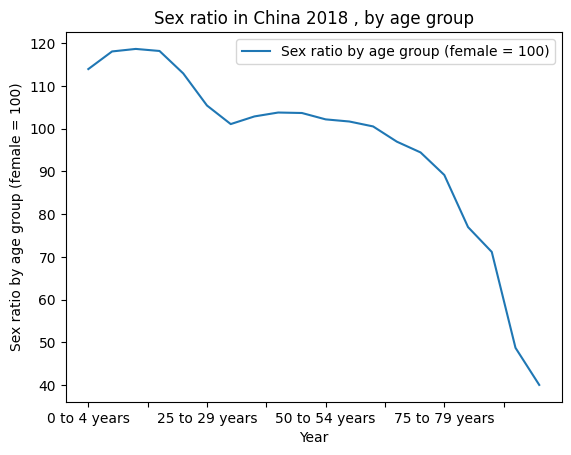 Sex ratio in China 2018 , by age group
Sex ratio by age group (female = 100)
Sex ratio by age group (female = 100)
120
110
100
90
80
70
60
50
40
0 to 4 years
25 to 29 years
50 to 54 years
75 to 79 years
Year